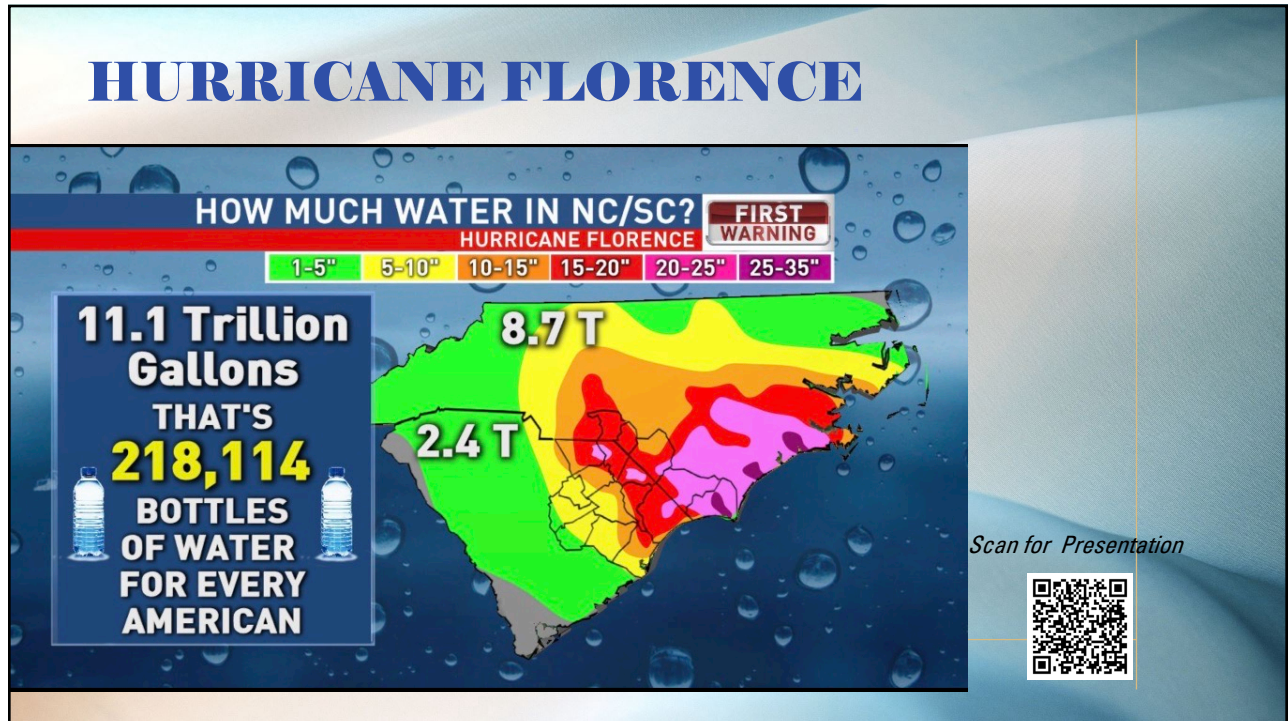 HURRICANE FLORENCE
HOW MUCH WATER IN NC/SC?
FIRST
WARNING
HURRICANE FLORENCE
1-5" 5-10" 10-15" 15-20" 20-25" 25-35"
11.1 Trillion
Gallons
THAT'S
218,114
BOTTLES
OF WATER
FOR EVERY
AMERICAN
8.7 T
2.4 T
Scan for Presentation